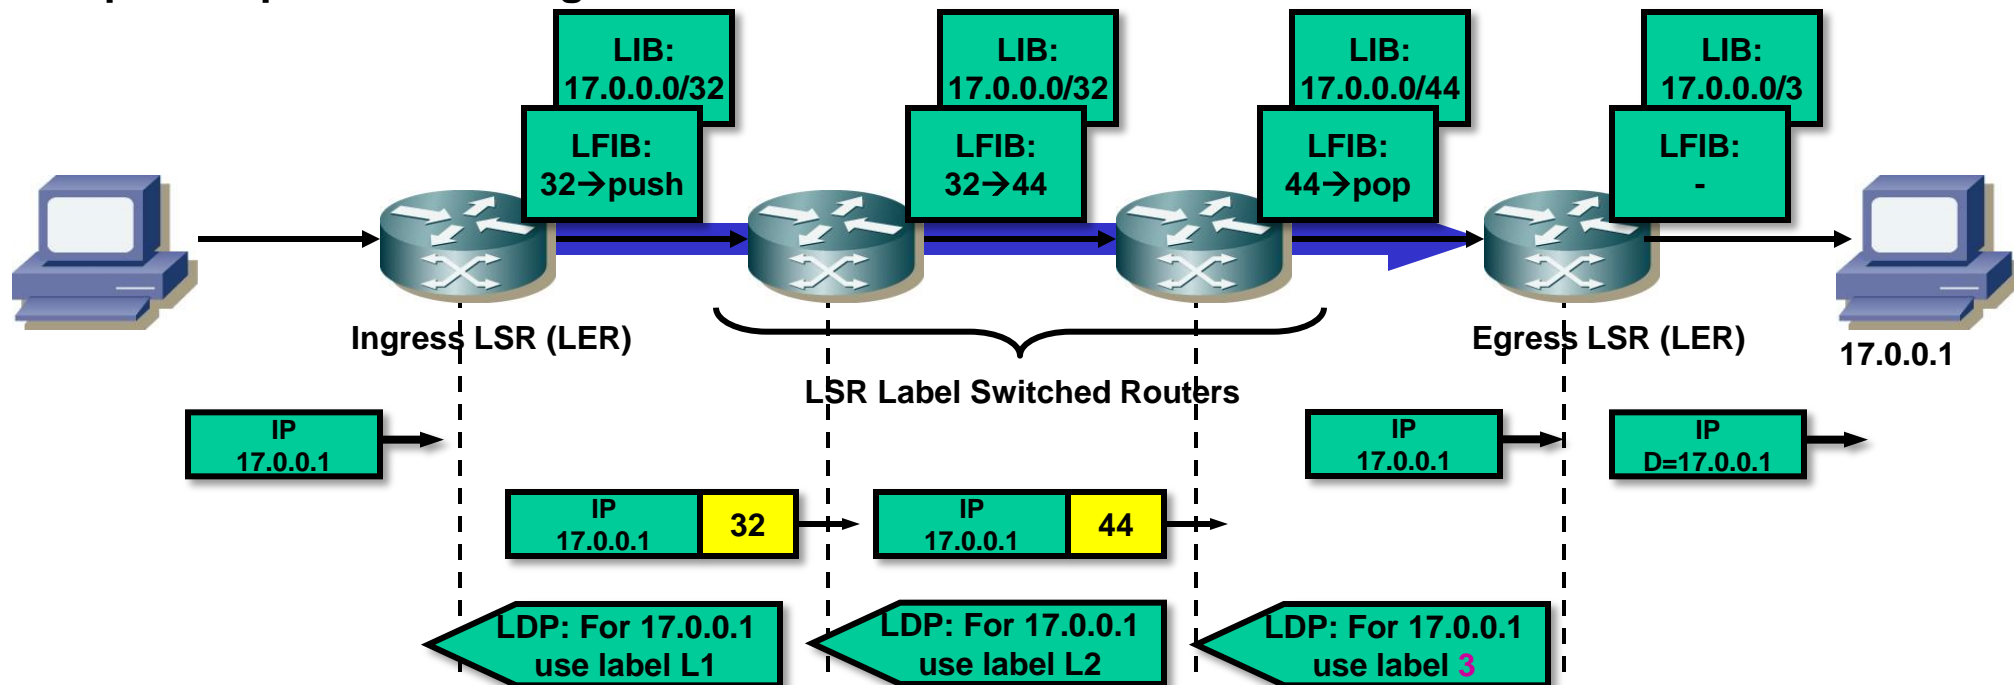 LIB:
17.0.0.0/32
LFIB:
32→push
LIB:
17.0.0.0/32
LFIB:
32→44
LIB:
17.0.0.0/44
LFIB:
44→pop
LIB:
17.0.0.0/3
LFIB:
-
Ingress LSR (LER)
LSR Label Switched Routers
Egress LSR (LER)
17.0.0.1
IP
17.0.0.1
IP
17.0.0.1
32
IP
17.0.0.1
44
IP
17.0.0.1
IP
D=17.0.0.1
LDP: For 17.0.0.1
use label L1
LDP: For 17.0.0.1
use label L2
LDP: For 17.0.0.1
use label 3